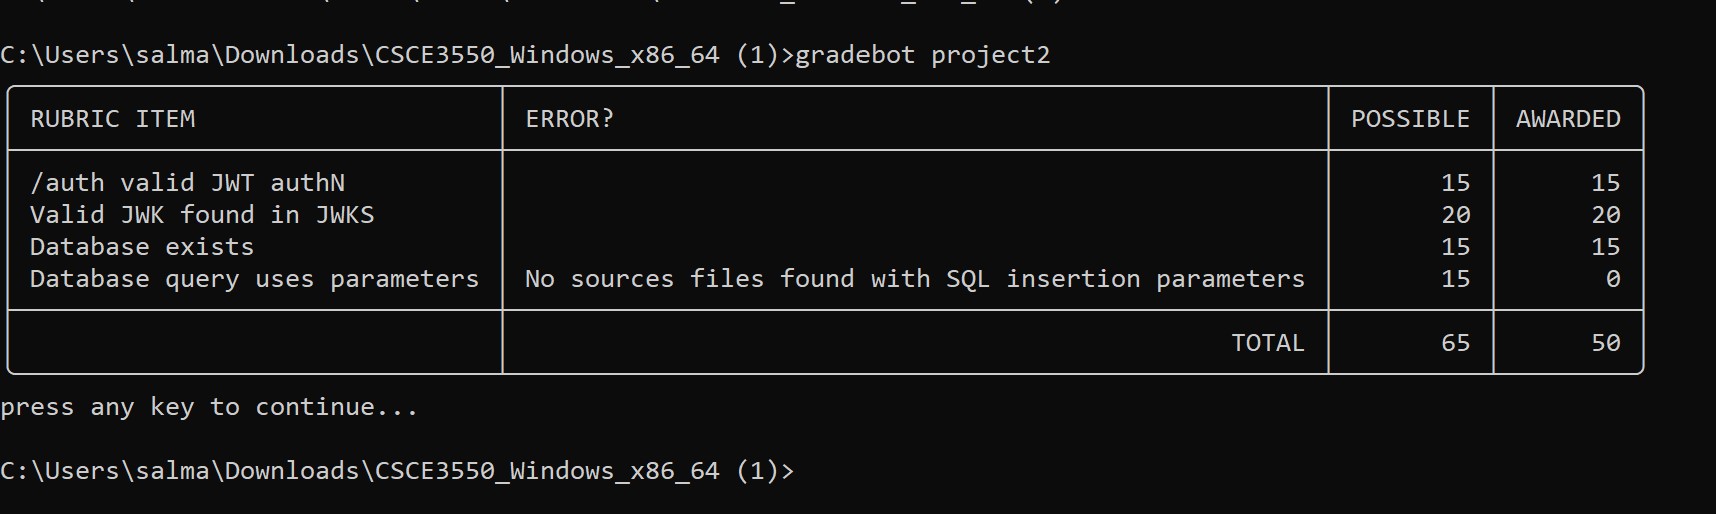 C:\Users\salma\Downloads\CSCE3550_Windows_x86_64 (1)>gradebot project2
RUBRIC ITEM ERROR? POSSIBLE AWARDED
/auth valid JWT authN 15 15
Valid JWK found in JWKS 20 20
Database exists 15 15
Database query uses parameters No sources files found with SQL insertion parameters 15 0
TOTAL 65 50
press any key to continue...
C:\Users\salma\Downloads\CSCE3550_Windows_x86_64 (1)>